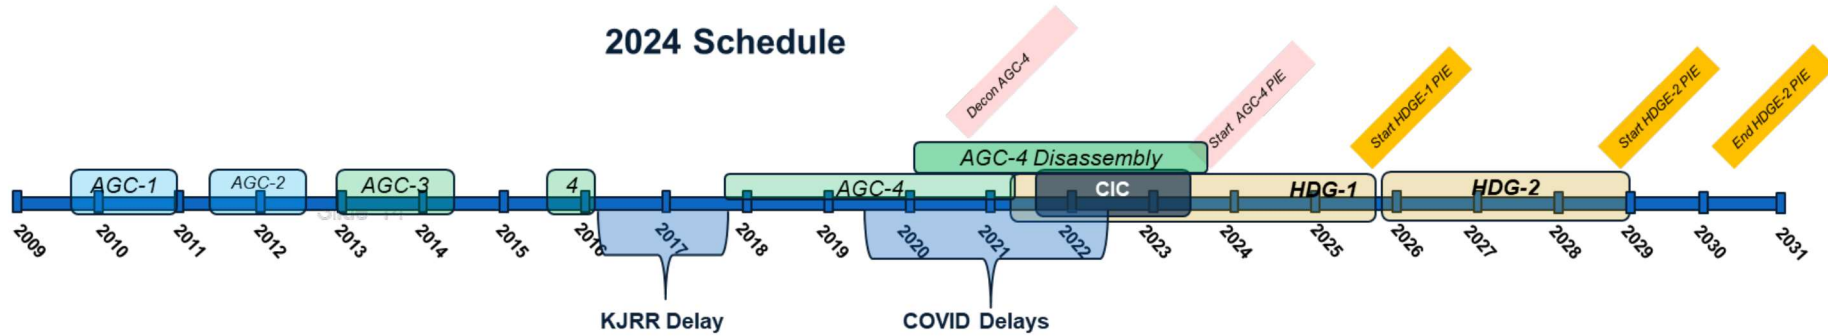 2024 Schedule
Decon AGC-4
Start AGC-4 PIE
Start HDGE-1 PIE
Start HDGE-2 PIE
End HDGE-2 PIE
AGC-4 Disassembly
AGC-1
AGC-2
AGC-3
4
AGC-4
CIC
HDG-1
HDG-2
2009
2010
2011
2012
2013
2014
2015
2016
2017
2018
2019
2020
2021
2022
2023
2024
2025
2026
2027
2028
2029
2030
2031
KJRR Delay
COVID Delays